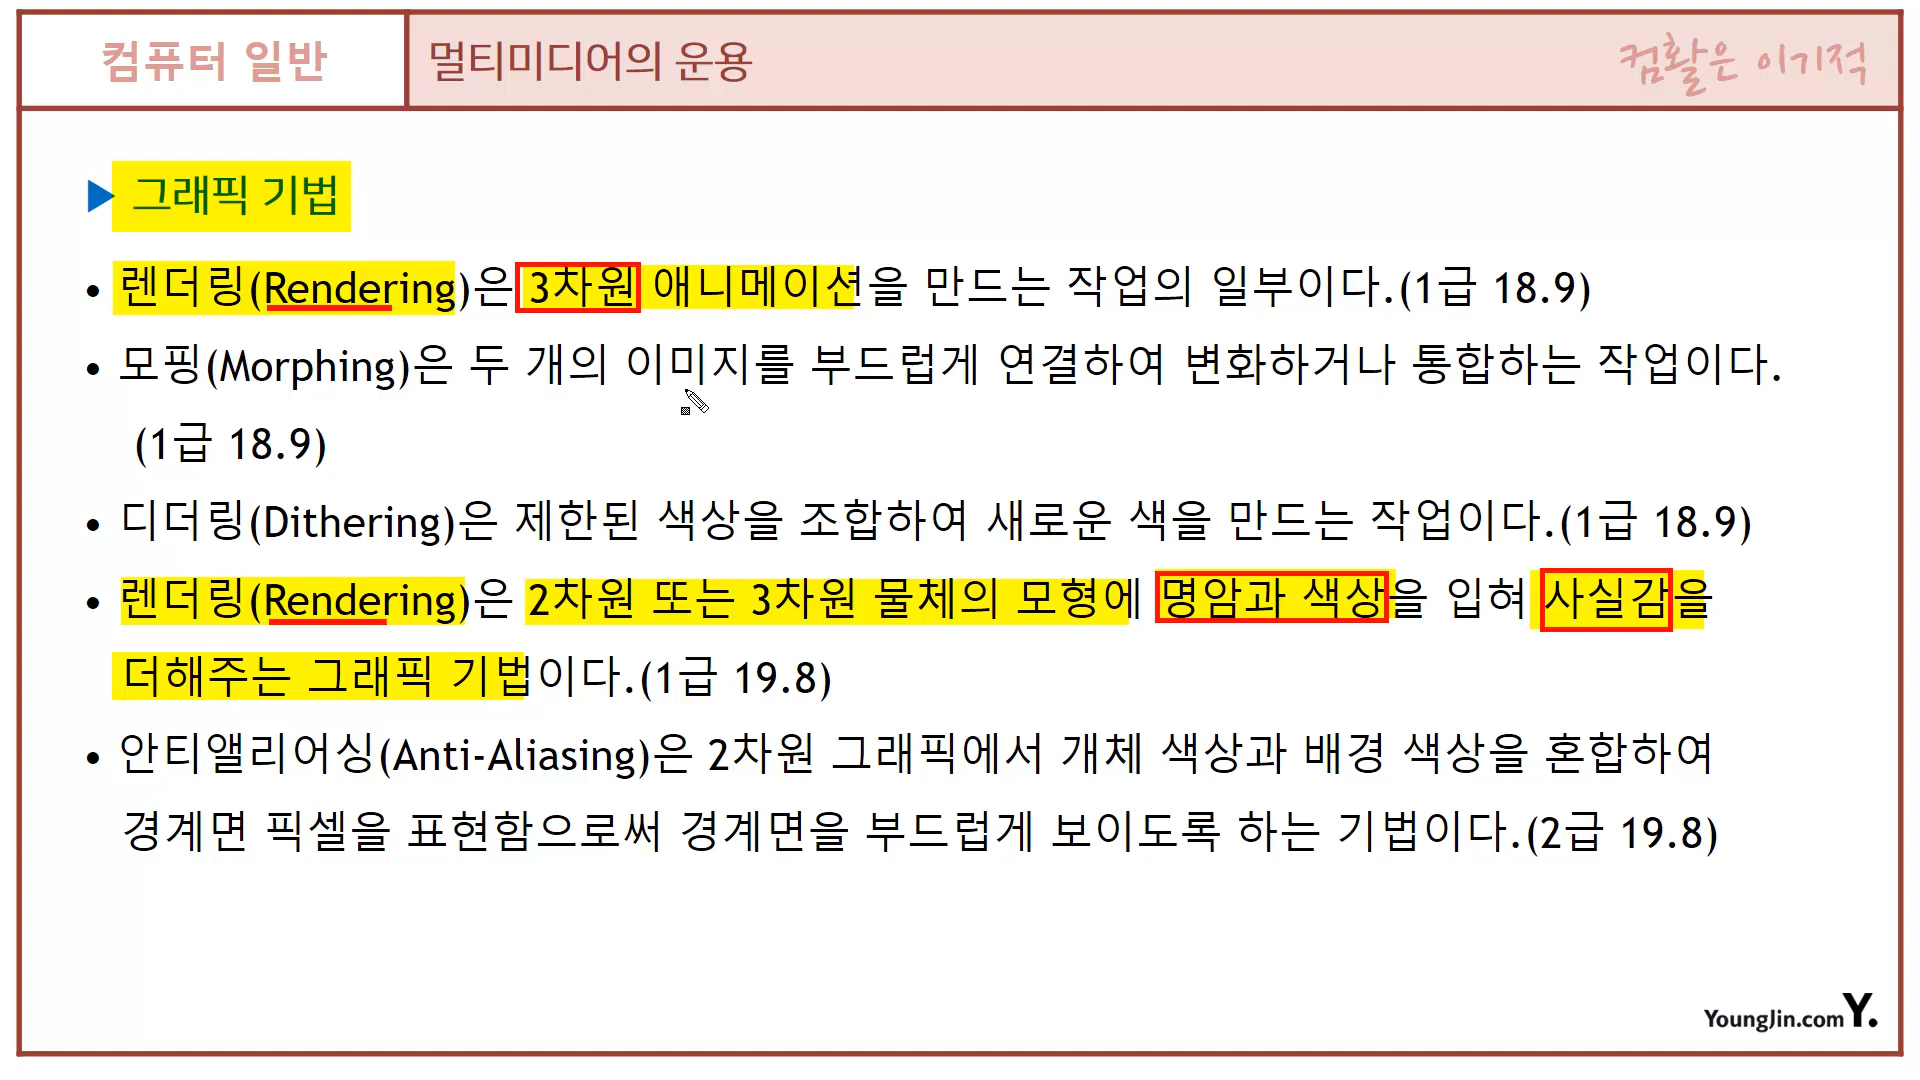 컴퓨터 일반
멀티미디어의 운용
컴활은 이기적
▶ 그래픽 기법
• 렌더링(Rendering)은 3차원 애니메이션을 만드는 작업의 일부이다.(1급 18.9)
• 모핑(Morphing)은 두 개의 이미지를 부드럽게 연결하여 변화하거나 통합하는 작업이다.
(1급 18.9)
• 디더링(Dithering)은 제한된 색상을 조합하여 새로운 색을 만드는 작업이다.(1급 18.9)
• 렌더링(Rendering)은 2차원 또는 3차원 물체의 모형에 명암과 색상을 입혀 사실감을
더해주는 그래픽 기법이다.(1급 19.8)
• 안티앨리어싱(Anti-Aliasing)은 2차원 그래픽에서 개체 색상과 배경 색상을 혼합하여
경계면 픽셀을 표현함으로써 경계면을 부드럽게 보이도록 하는 기법이다.(2급 19.8)
YoungJin.com Y.